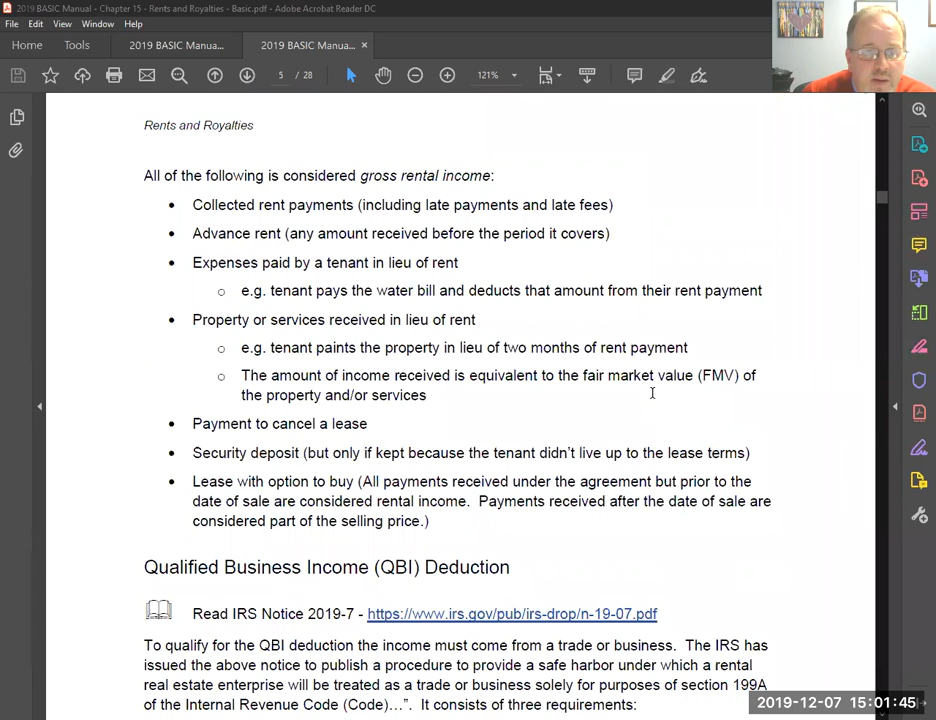 2019 BASIC Manual - Chapter 15 - Rents and Royalties - Basic.pdf - Adobe Acrobat Reader DC
File Edit View Window Help
Home Tools 2019 BASIC Manua... 2019 BASIC Manua... ×
5 / 28 121%
Rents and Royalties
All of the following is considered gross rental income:
• Collected rent payments (including late payments and late fees)
• Advance rent (any amount received before the period it covers)
• Expenses paid by a tenant in lieu of rent
○ e.g. tenant pays the water bill and deducts that amount from their rent payment
• Property or services received in lieu of rent
○ e.g. tenant paints the property in lieu of two months of rent payment
○ The amount of income received is equivalent to the fair market value (FMV) of
the property and/or services
• Payment to cancel a lease
• Security deposit (but only if kept because the tenant didn't live up to the lease terms)
• Lease with option to buy (All payments received under the agreement but prior to the
date of sale are considered rental income. Payments received after the date of sale are
considered part of the selling price.)
Qualified Business Income (QBI) Deduction
Read IRS Notice 2019-7 - https://www.irs.gov/pub/irs-drop/n-19-07.pdf
To qualify for the QBI deduction the income must come from a trade or business. The IRS has
issued the above notice to publish a procedure to provide a safe harbor under which a rental
real estate enterprise will be treated as a trade or business solely for purposes of section 199A
of the Internal Revenue Code (Code)…". It consists of three requirements:
2019-12-07 15:01:45